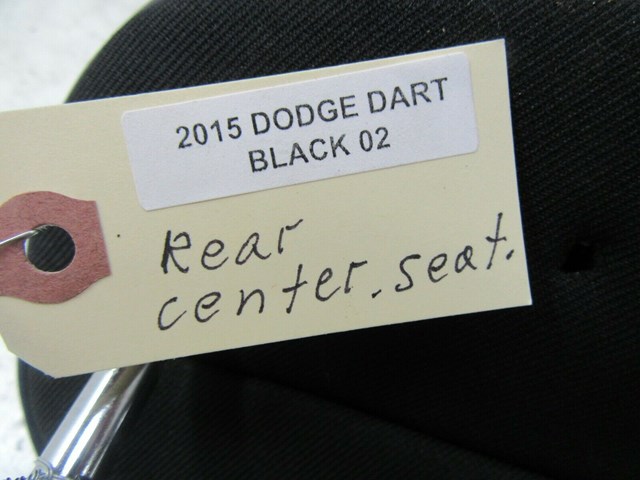 2015 DODGE DART
BLACK 02
Rear
center. seat.